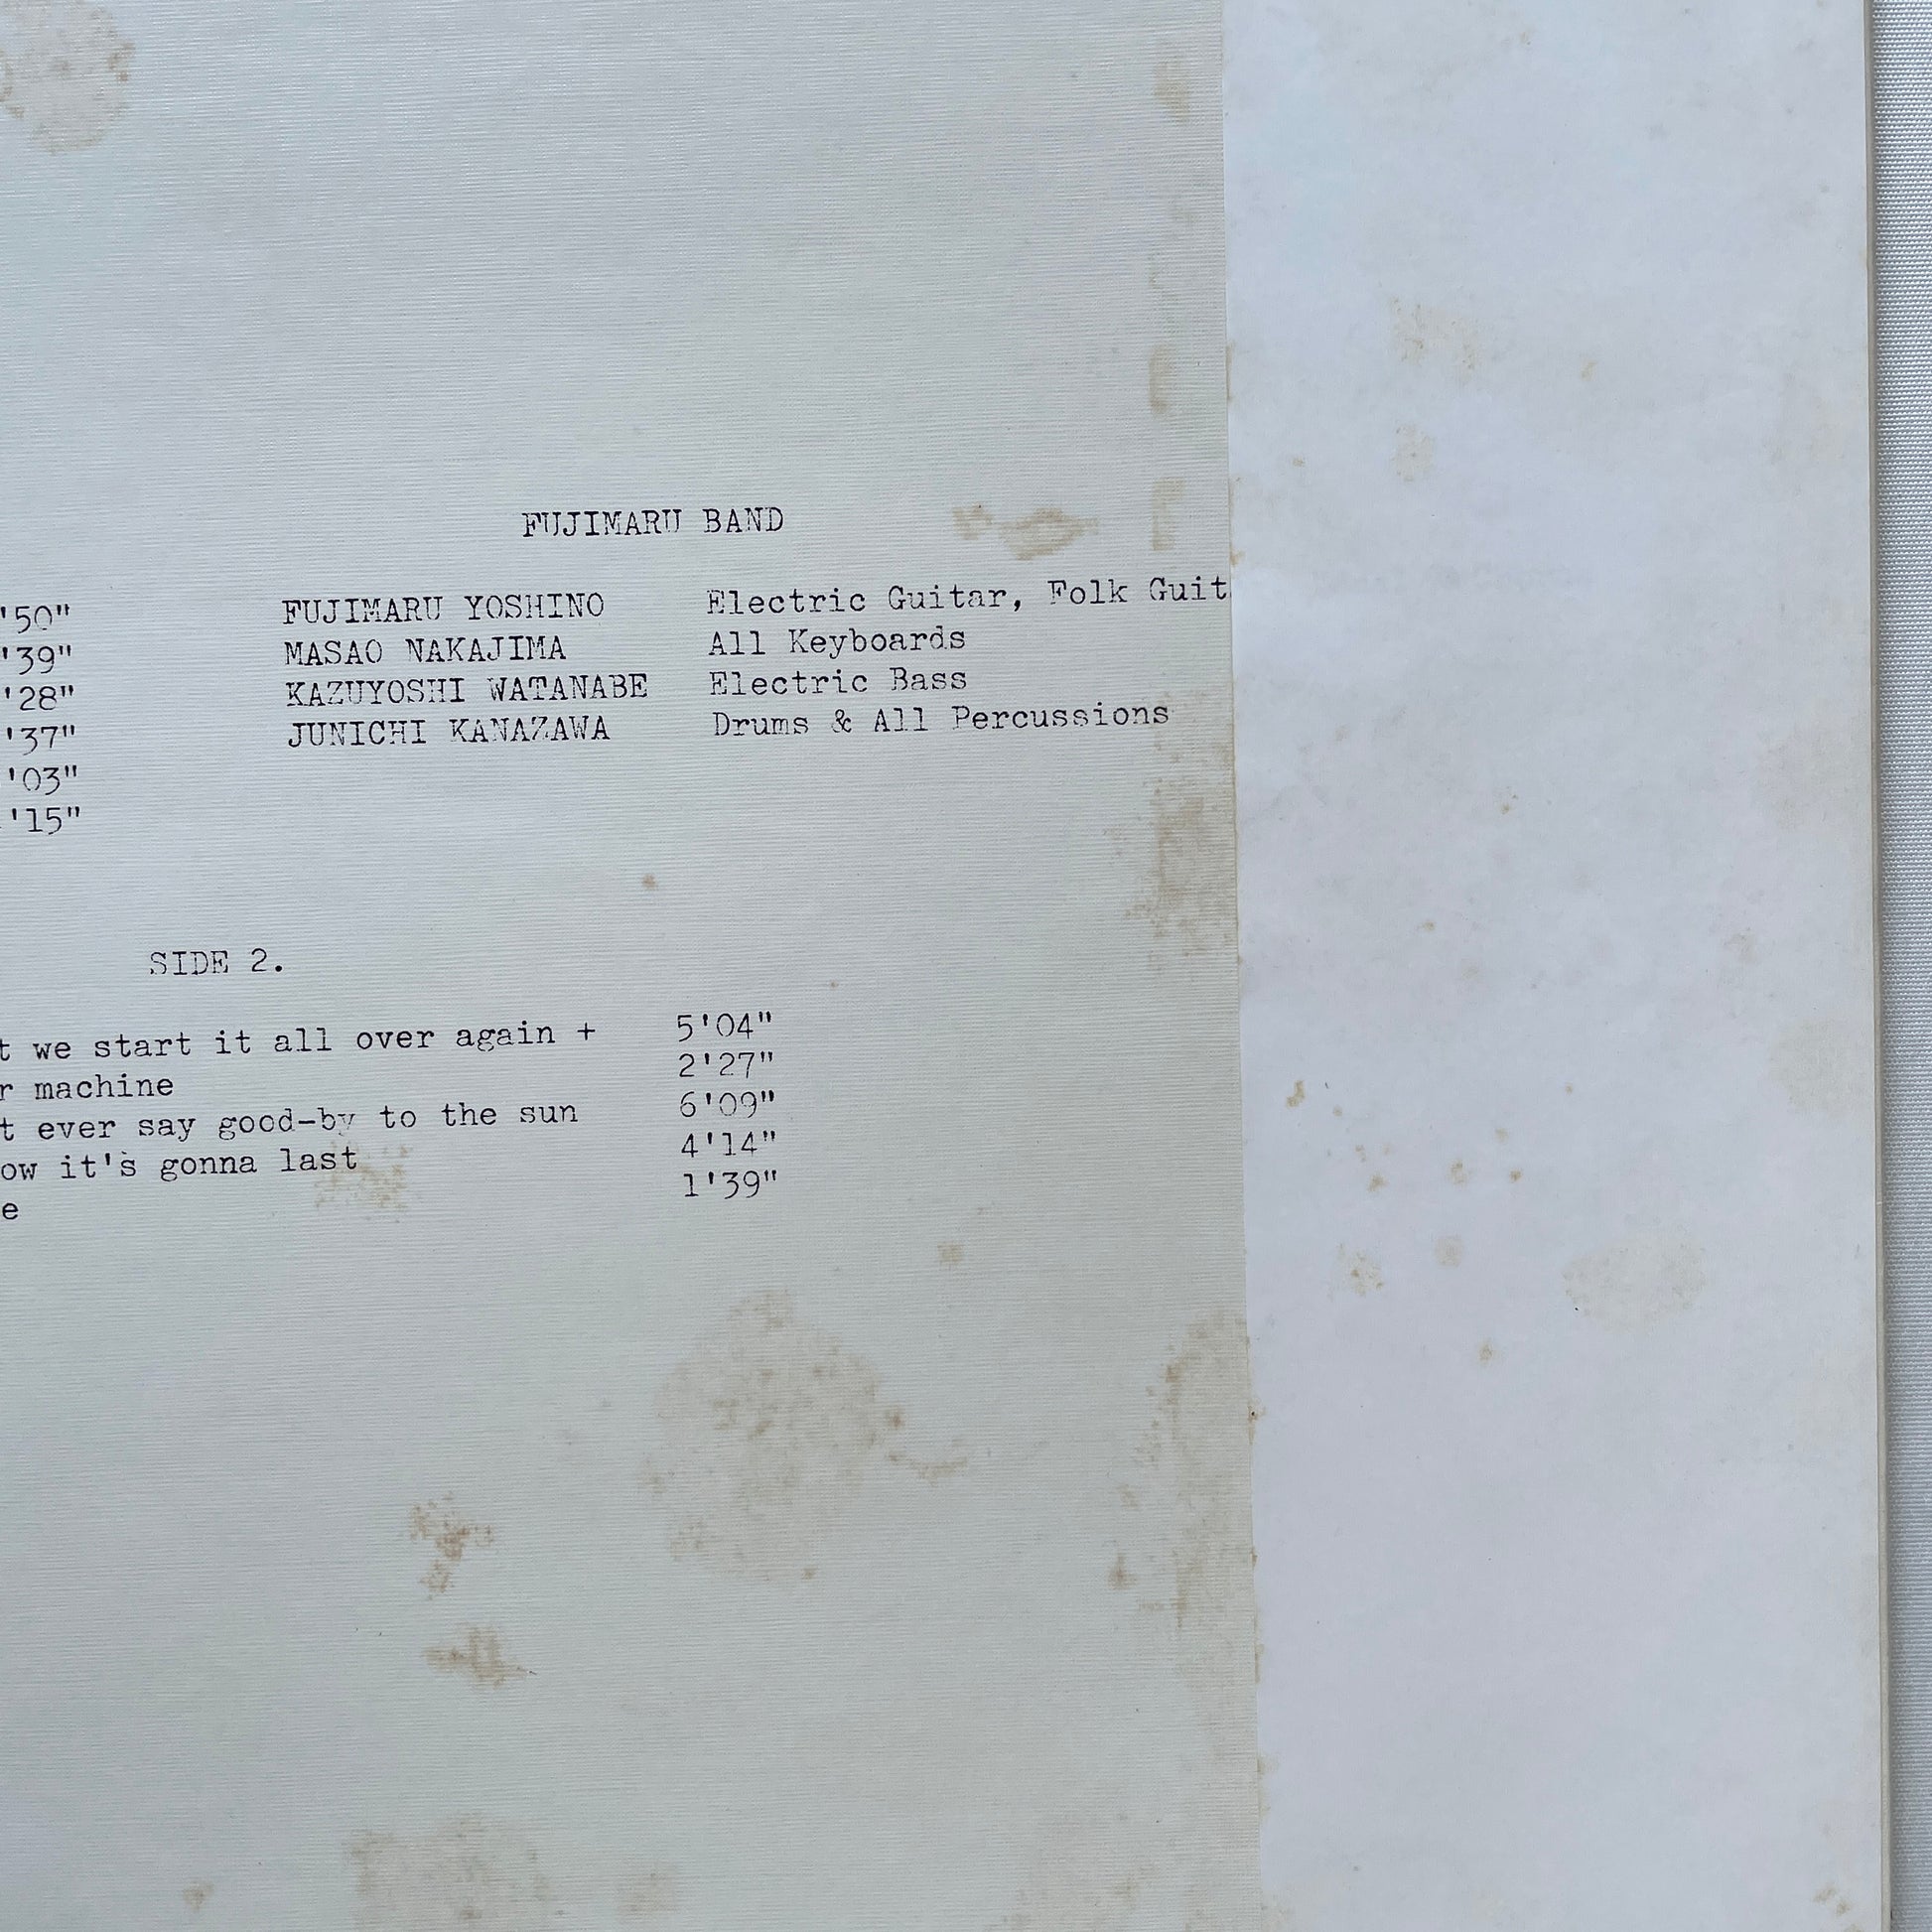 FUJIMARU BAND
'50"
'39"
'28"
'37"
'03"
'15"
FUJIMARU YOSHINO Electric Guitar, Folk Guit
MASAO NAKAJIMA All Keyboards
KAZUYOSHI WATANABE Electric Bass
JUNICHI KANAZAWA Drums & All Percussions
SIDE 2.
t we start it all over again + 5'04"
r machine 2'27"
t ever say good-by to the sun 6'09"
ow it's gonna last 4'14"
e 1'39"